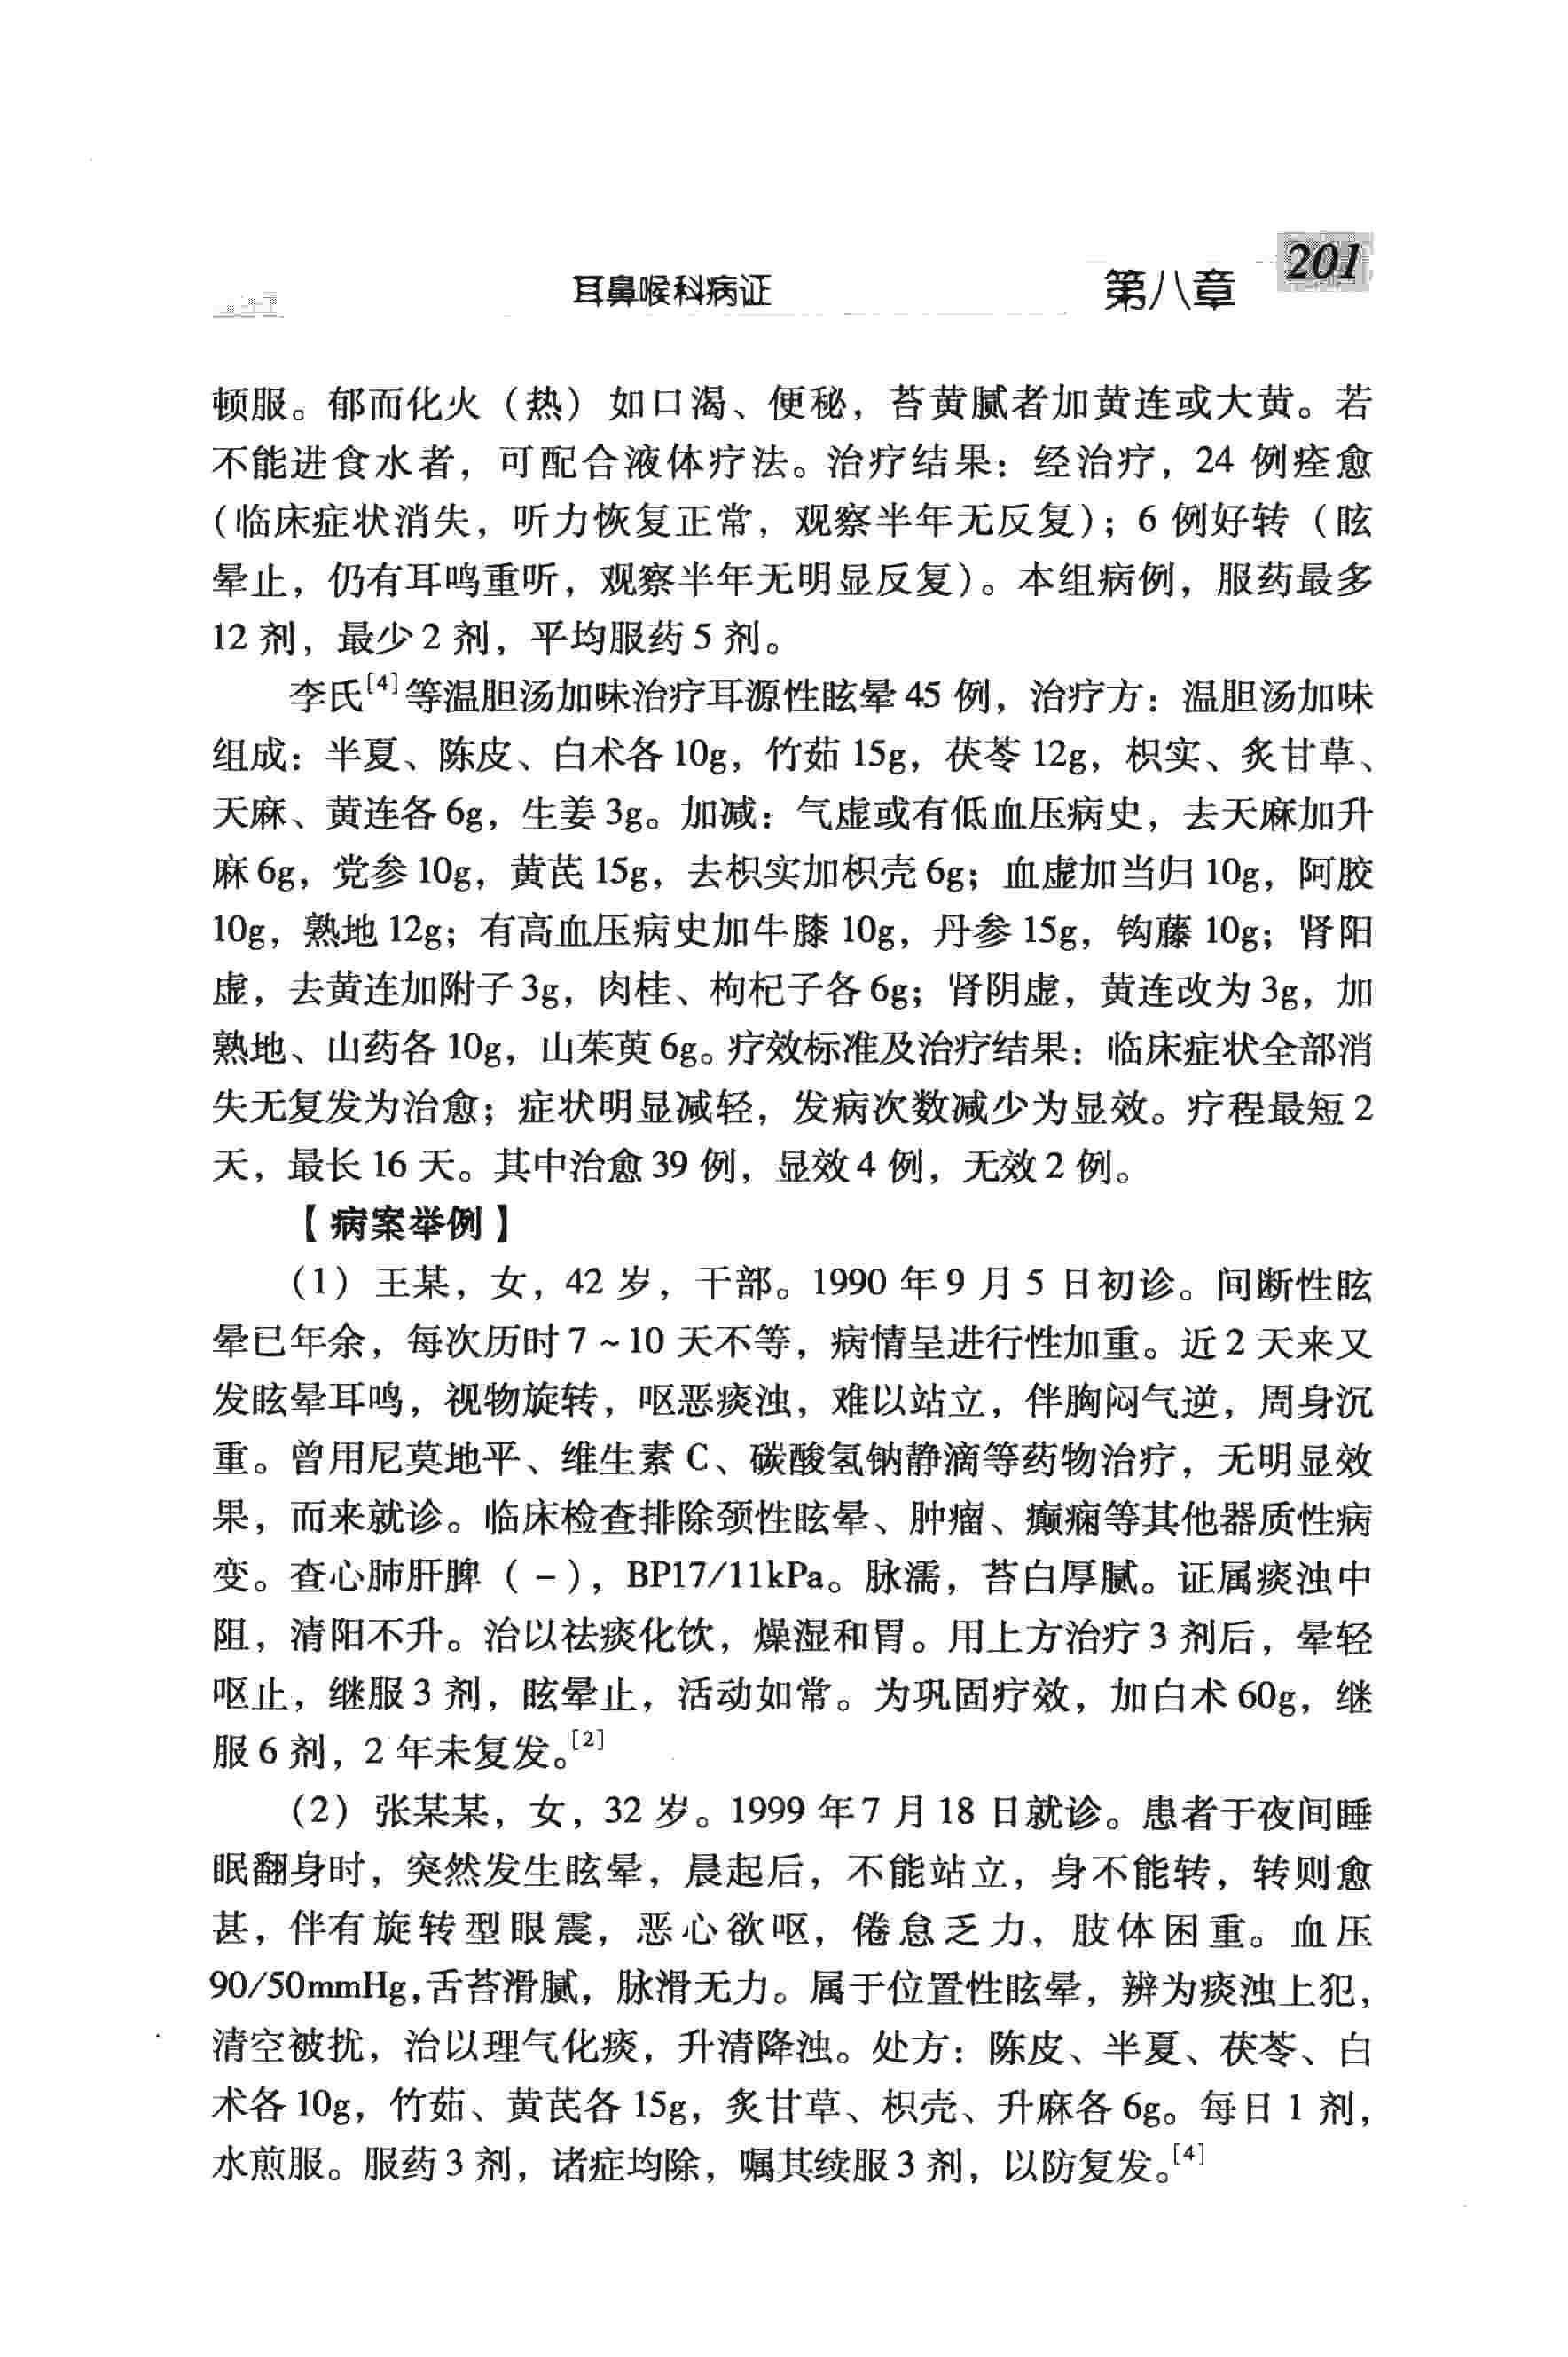 耳鼻喉科病证 第八章 201
顿服。郁而化火（热）如口渴、便秘，苔黄腻者加黄连或大黄。若
不能进食水者，可配合液体疗法。治疗结果：经治疗，24 例痊愈
（临床症状消失，听力恢复正常，观察半年无反复）；6 例好转（眩
晕止，仍有耳鸣重听，观察半年无明显反复）。本组病例，服药最多
12 剂，最少 2 剂，平均服药 5 剂。
李氏[4]等温胆汤加味治疗耳源性眩晕 45 例，治疗方：温胆汤加味
组成：半夏、陈皮、白术各 10g，竹茹 15g，茯苓 12g，枳实、炙甘草、
天麻、黄连各 6g，生姜 3g。加减：气虚或有低血压病史，去天麻加升
麻 6g，党参 10g，黄芪 15g，去枳实加枳壳 6g；血虚加当归 10g，阿胶
10g，熟地 12g；有高血压病史加牛膝 10g，丹参 15g，钩藤 10g；肾阳
虚，去黄连加附子 3g，肉桂、枸杞子各 6g；肾阴虚，黄连改为 3g，加
熟地、山药各 10g，山茱萸 6g。疗效标准及治疗结果：临床症状全部消
失无复发为治愈；症状明显减轻，发病次数减少为显效。疗程最短 2
天，最长 16 天。其中治愈 39 例，显效 4 例，无效 2 例。
【病案举例】
（1）王某，女，42 岁，干部。1990 年 9 月 5 日初诊。间断性眩
晕已年余，每次历时 7 ~ 10 天不等，病情呈进行性加重。近 2 天来又
发眩晕耳鸣，视物旋转，呕恶痰浊，难以站立，伴胸闷气逆，周身沉
重。曾用尼莫地平、维生素 C、碳酸氢钠静滴等药物治疗，无明显效
果，而来就诊。临床检查排除颈性眩晕、肿瘤、癫痫等其他器质性病
变。查心肺肝脾（－），BP17/11kPa。脉濡，苔白厚腻。证属痰浊中
阻，清阳不升。治以祛痰化饮，燥湿和胃。用上方治疗 3 剂后，晕轻
呕止，继服 3 剂，眩晕止，活动如常。为巩固疗效，加白术 60g，继
服 6 剂，2 年未复发。[2]
（2）张某某，女，32 岁。1999 年 7 月 18 日就诊。患者于夜间睡
眠翻身时，突然发生眩晕，晨起后，不能站立，身不能转，转则愈
甚，伴有旋转型眼震，恶心欲呕，倦怠乏力，肢体困重。血压
90/50mmHg，舌苔滑腻，脉滑无力。属于位置性眩晕，辨为痰浊上犯，
清空被扰，治以理气化痰，升清降浊。处方：陈皮、半夏、茯苓、白
术各 10g，竹茹、黄芪各 15g，炙甘草、枳壳、升麻各 6g。每日 1 剂，
水煎服。服药 3 剂，诸症均除，嘱其续服 3 剂，以防复发。[4]